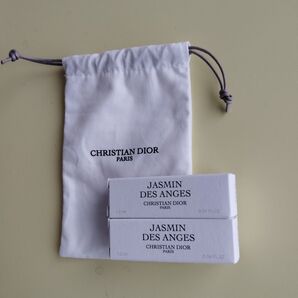 CHRISTIAN DIOR
PARIS
JASMIN
DES ANGES
CHRISTIAN DIOR
PARIS
JASMIN
DES ANGES
CHRISTIAN DIOR
PARIS